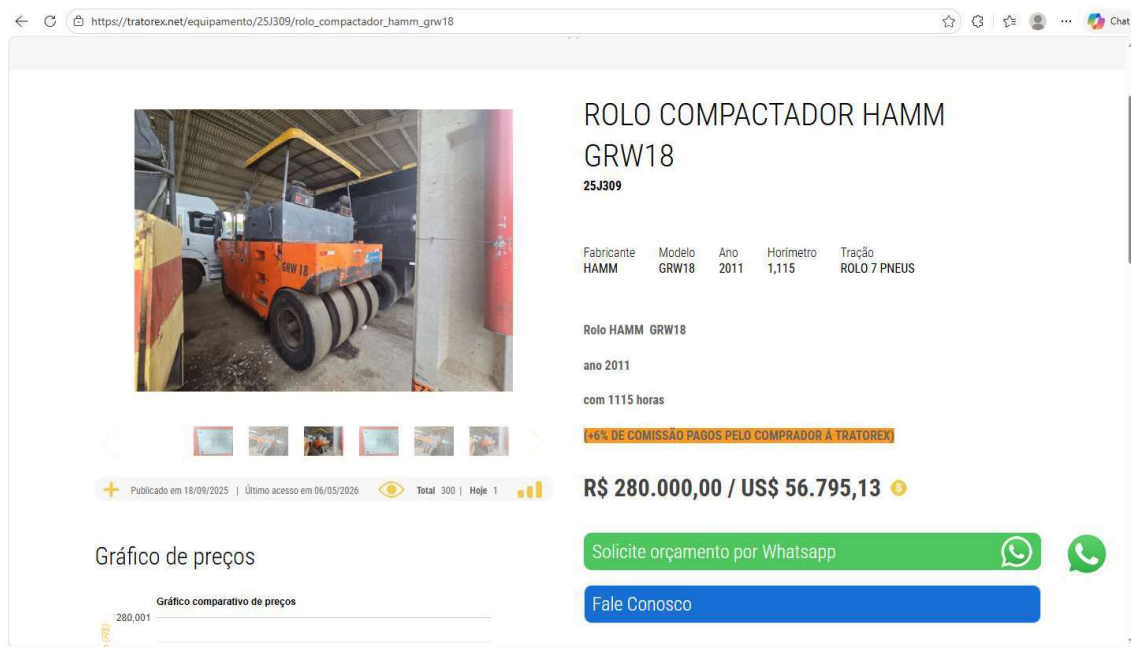 https://tratorex.net/equipamento/25J309/rolo_compactador_hamm_grw18
Chat
GRW 18
ROLO COMPACTADOR HAMM
GRW18
25J309
Fabricante Modelo Ano Horímetro Tração
HAMM GRW18 2011 1,115 ROLO 7 PNEUS
Rolo HAMM GRW18
ano 2011
com 1115 horas
(+6% DE COMISSÃO PAGOS PELO COMPRADOR Á TRATOREX)
Publicado em 18/09/2025 | Último acesso em 06/05/2026 Total 300 | Hoje 1
R$ 280.000,00 / US$ 56.795,13
Solicite orçamento por Whatsapp
Fale Conosco
Gráfico de preços
Gráfico comparativo de preços
280,001
(R$)